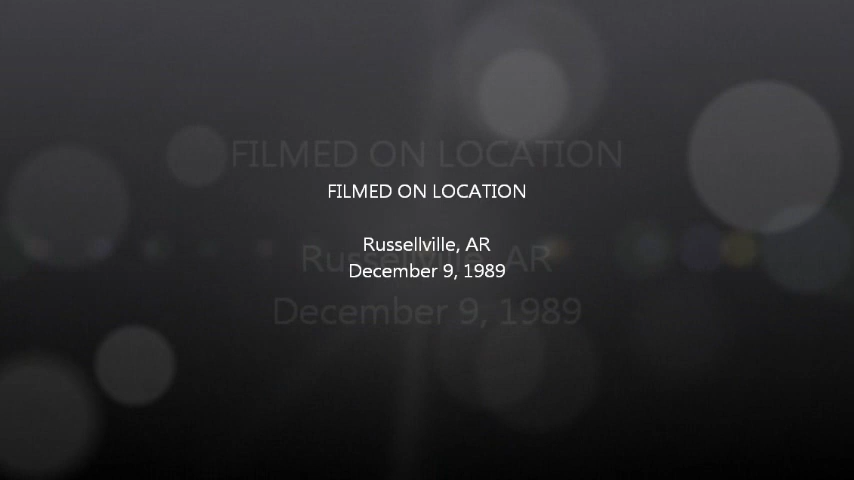 FILMED ON LOCATION
Russellville, AR
December 9, 1989